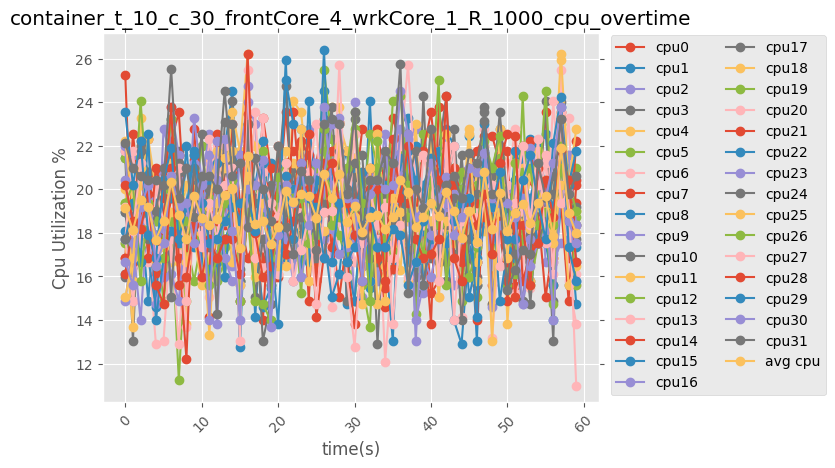 container_t_10_c_30_frontCore_4_wrkCore_1_R_1000_cpu_overtime
Cpu Utilization %
26
24
22
20
18
16
14
12
0
10
20
30
40
50
60
time(s)
cpu0
cpu1
cpu2
cpu3
cpu4
cpu5
cpu6
cpu7
cpu8
cpu9
cpu10
cpu11
cpu12
cpu13
cpu14
cpu15
cpu16
cpu17
cpu18
cpu19
cpu20
cpu21
cpu22
cpu23
cpu24
cpu25
cpu26
cpu27
cpu28
cpu29
cpu30
cpu31
avg cpu